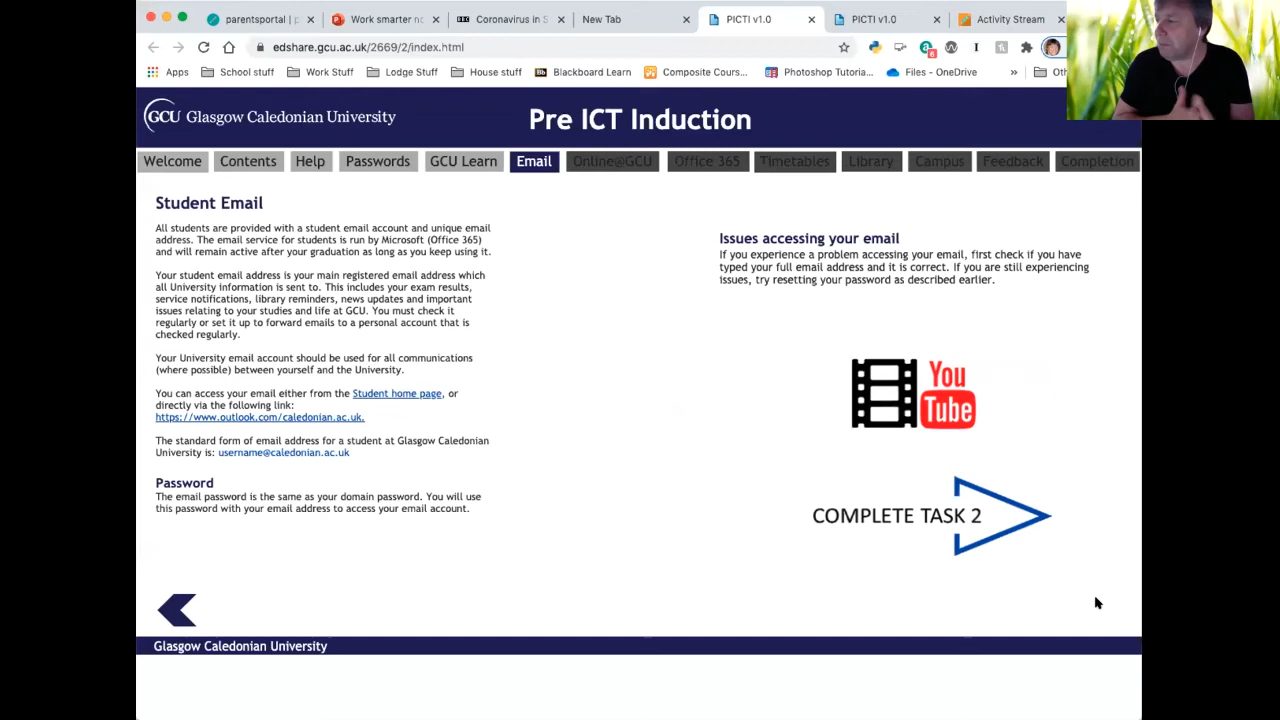 parentsportal | p
Work smarter no
Coronavirus in S
New Tab
PICTI v1.0
PICTI v1.0
Activity Stream
edshare.gcu.ac.uk/2669/2/index.html
Apps
School stuff
Work Stuff
Lodge Stuff
House stuff
Bb
Blackboard Learn
Composite Cour...
Photoshop Tutoria...
Files - OneDrive
»
GCU Glasgow Caledonian University
Pre ICT Induction
Welcome
Contents
Help
Passwords
GCU Learn
Email
Online@GCU
Office 365
Timetables
Library
Campus
Feedback
Completion
Student Email
All students are provided with a student email account and unique email
address. The email service for students is run by Microsoft (Office 365)
and will remain active after your graduation as long as you keep using it.
Your student email address is your main registered email address which
all University information is sent to. This includes your exam results,
service notifications, library reminders, news updates and important
issues relating to your studies and life at GCU. You must check it
regularly or set it up to forward emails to a personal account that is
checked regularly.
Your University email account should be used for all communications
(where possible) between yourself and the University.
You can access your email either from the Student home page, or
directly via the following link:
https://www.outlook.com/caledonian.ac.uk.
The standard form of email address for a student at Glasgow Caledonian
University is: username@caledonian.ac.uk
Password
The email password is the same as your domain password. You will use
this password with your email address to access your email account.
Issues accessing your email
If you experience a problem accessing your email, first check if you have
typed your full email address and it is correct. If you are still experiencing
issues, try resetting your password as described earlier.
You
Tube
COMPLETE TASK 2
Glasgow Caledonian University